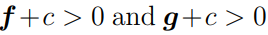 f+c > 0 and g+c > 0